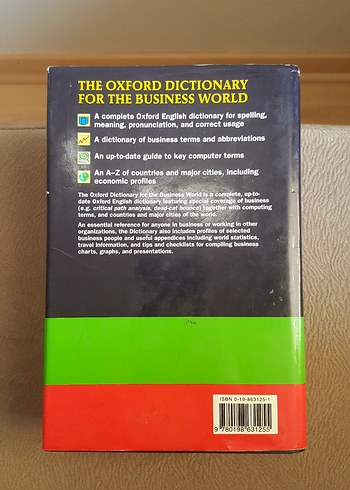 THE OXFORD DICTIONARY
FOR THE BUSINESS WORLD
A complete Oxford English dictionary for spelling,
meaning, pronunciation, and correct usage
A dictionary of business terms and abbreviations
An up-to-date guide to key computer terms
An A–Z of countries and major cities, including
economic profiles
The Oxford Dictionary for the Business World is a complete, up-to-
date Oxford English dictionary featuring special coverage of business
(e.g. critical path analysis, dead-cat bounce) together with computing
terms, and countries and major cities of the world.
An essential reference for anyone in business or working in other
organizations, the Dictionary also includes profiles of selected
business people and useful appendices including world statistics,
travel information, and tips and checklists for compiling business
charts, graphs, and presentations.
ISBN 0-19-863125-1
9 780198 631255